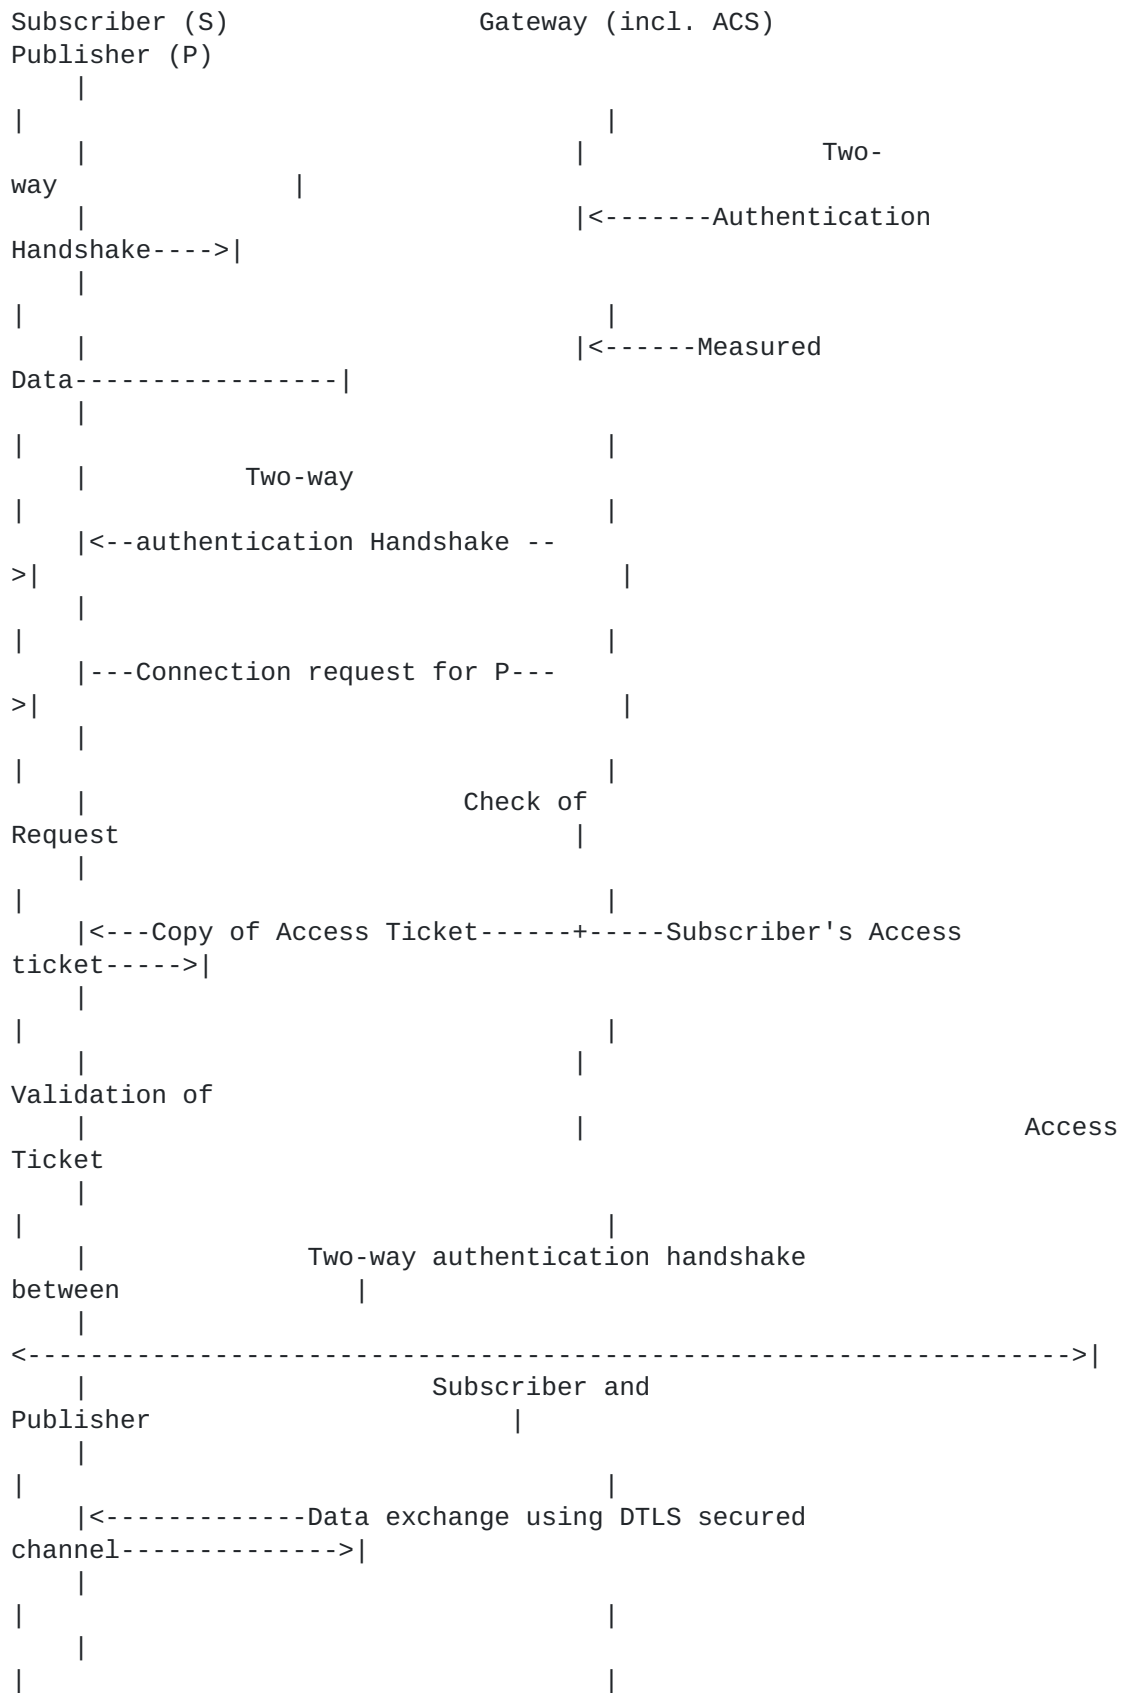 Subscriber (S)                Gateway (incl. ACS)
Publisher (P)
    |
|                                     |
    |                               |               Two-
way               |
    |                               |<-------Authentication
Handshake---->|
    |
|                                     |
    |                               |<------Measured
Data-----------------|
    |
|                                     |
    |          Two-way
|                                     |
    |<--authentication Handshake --
>|                                     |
    |
|                                     |
    |---Connection request for P---
>|                                     |
    |
|                                     |
    |                        Check of
Request                             |
    |
|                                     |
    |<---Copy of Access Ticket------+-----Subscriber's Access
ticket----->|
    |
|                                     |
    |                               |
Validation of
    |                               |                            Access
Ticket
    |
|                                     |
    |              Two-way authentication handshake
between               |
    |
<------------------------------------------------------------------->|
    |                      Subscriber and
Publisher                       |
    |
|                                     |
    |<-------------Data exchange using DTLS secured
channel-------------->|
    |
|                                     |
    |
|                                     |